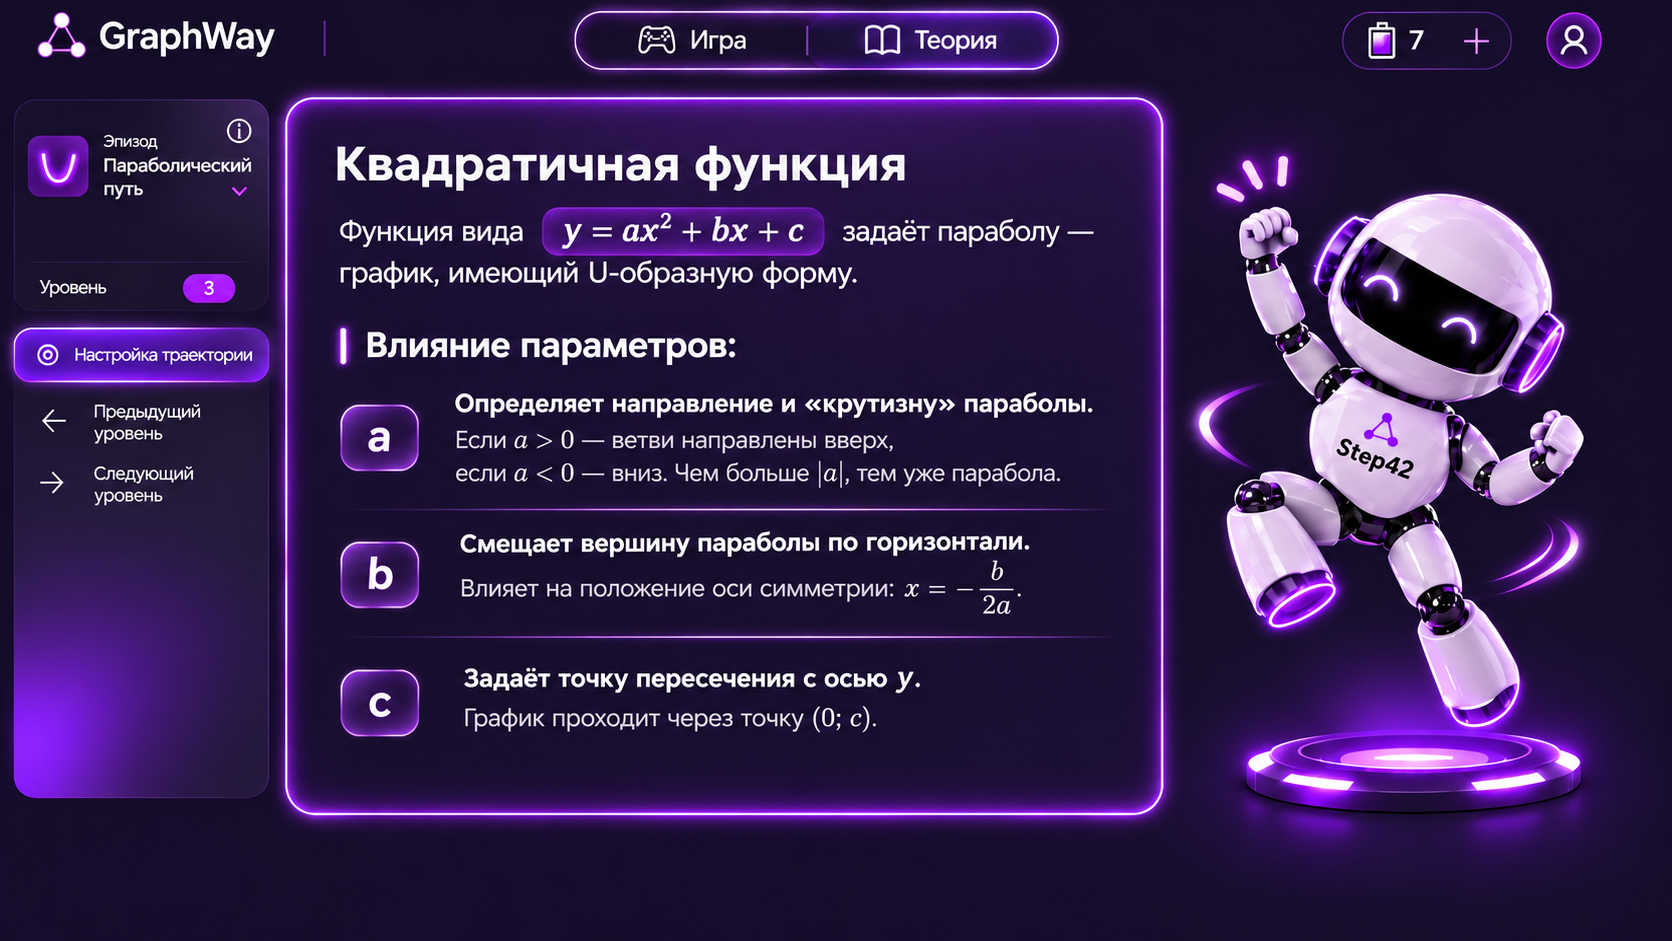 GraphWay
Игра
Теория
7
Эпизод
Параболический
путь
Уровень
3
Настройка траектории
Предыдущий
уровень
Следующий
уровень
Квадратичная функция
Функция вида y = ax² + bx + c задаёт параболу —
график, имеющий U-образную форму.
Влияние параметров:
a
Определяет направление и «крутизну» параболы.
Если a > 0 — ветви направлены вверх,
если a < 0 — вниз. Чем больше |a|, тем уже парабола.
b
Смещает вершину параболы по горизонтали.
Влияет на положение оси симметрии: x = −b/2a.
c
Задаёт точку пересечения с осью y.
График проходит через точку (0; c).
Step42